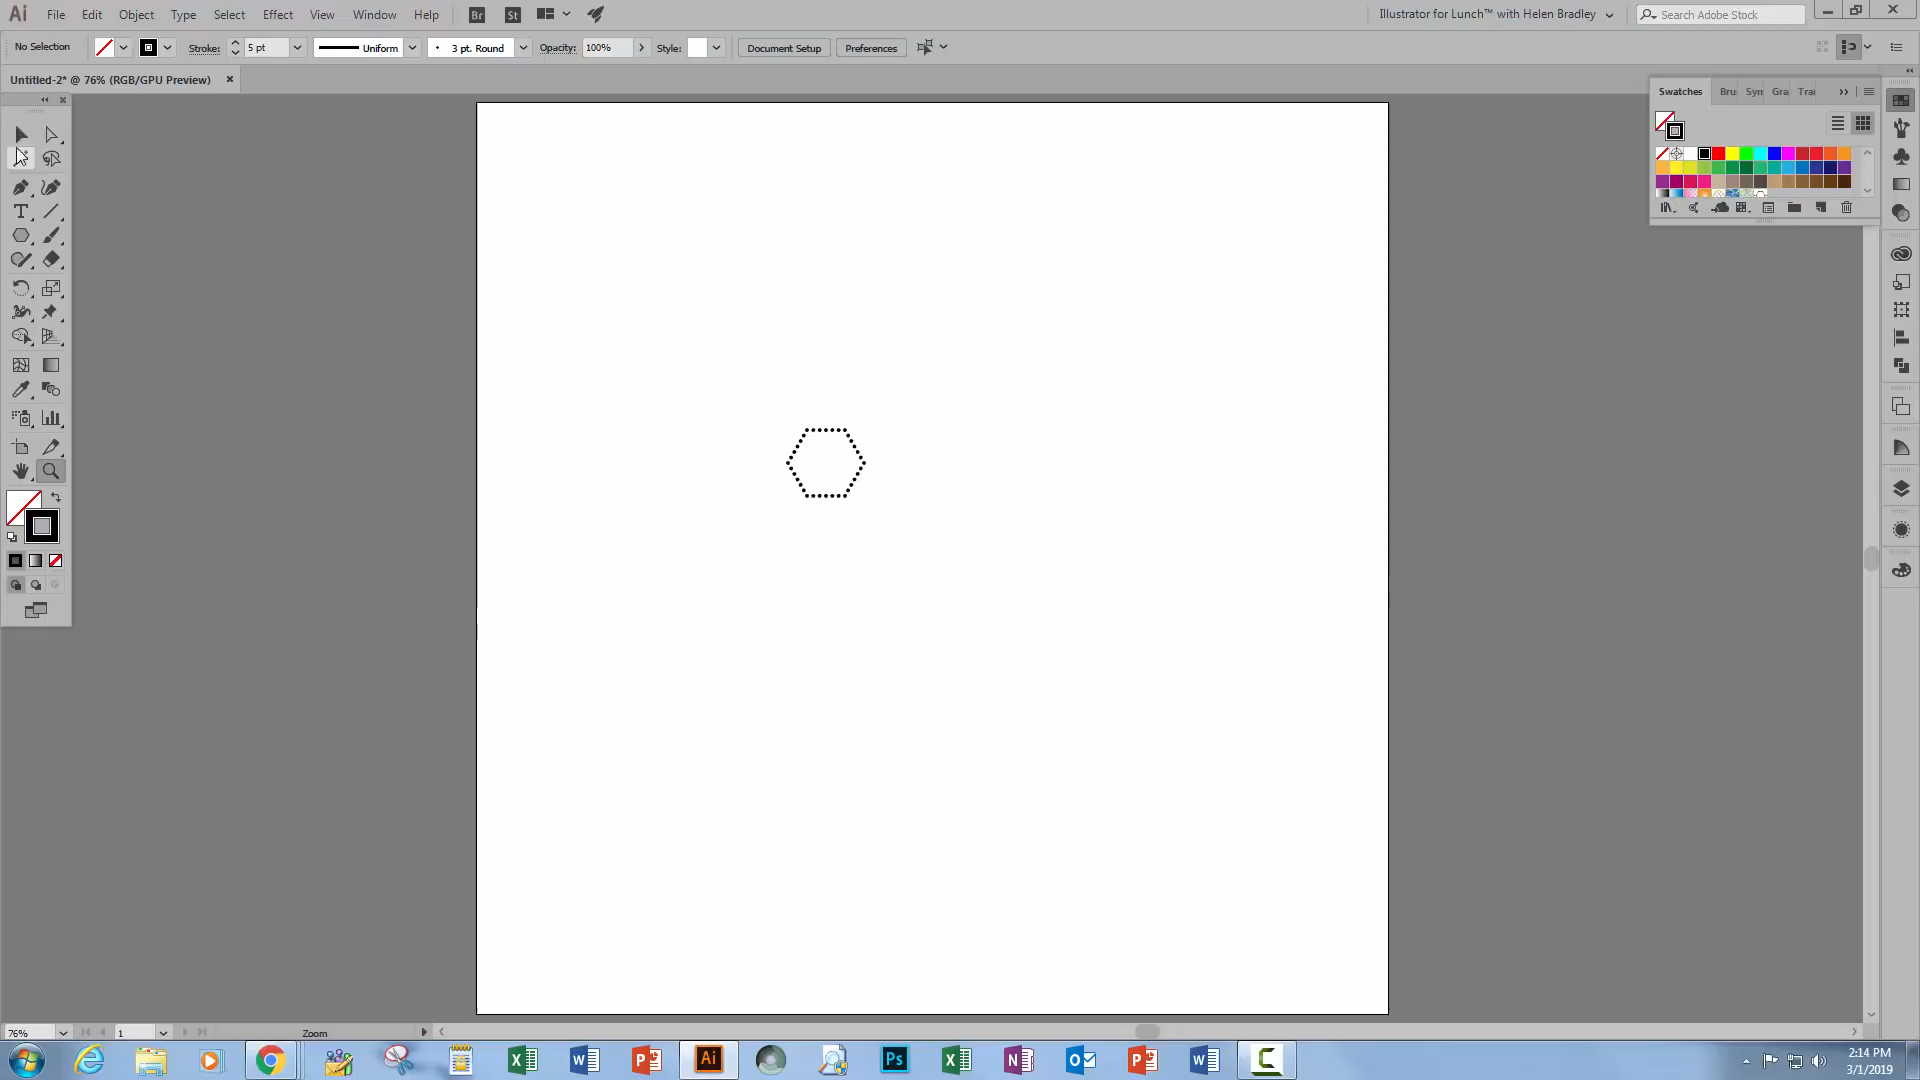 Ai File Edit Object Type Select Effect View Window Help Br St Illustrator for Lunch™ with Helen Bradley Search Adobe Stock
No Selection Stroke: 5 pt Uniform 3 pt. Round Opacity: 100% Style: Document Setup Preferences
Untitled-2* @ 76% (RGB/GPU Preview)
Swatches Bru Sym Gra Tra
76% 1 Zoom
Ai Ps
2:14 PM
3/1/2019